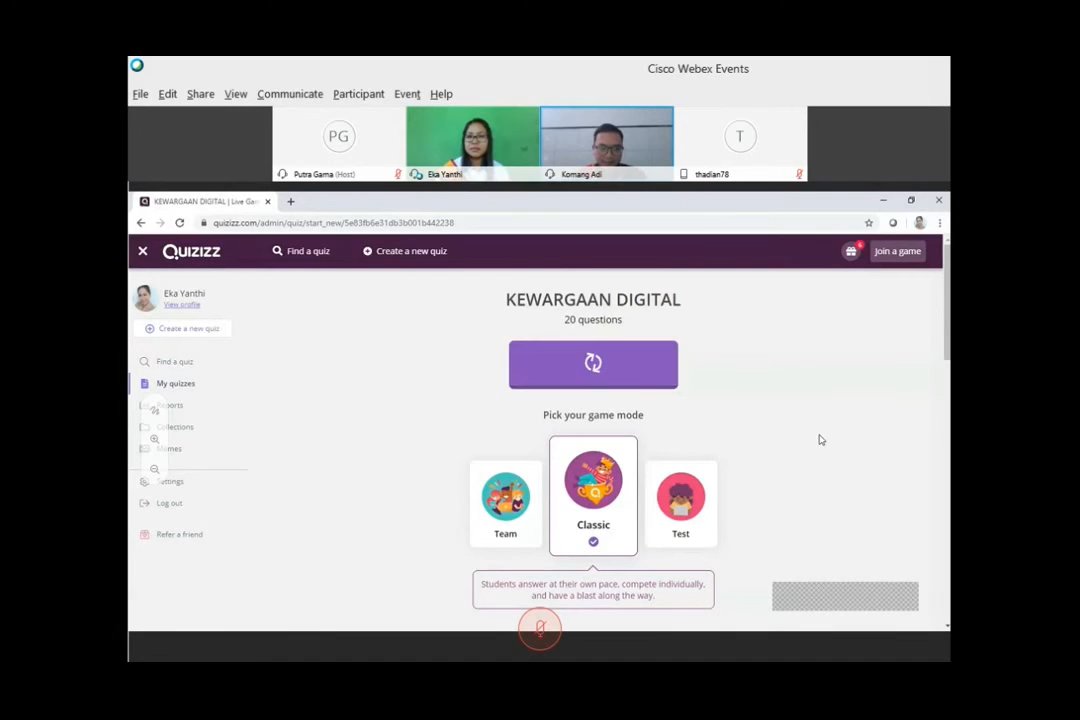 Cisco Webex Events
File Edit Share View Communicate Participant Event Help
PG
T
Putra Gama (Host) Eka Yanthi Komang Adi thadian78
KEWARGAAN DIGITAL | Live Gam
quizizz.com/admin/quiz/start_new/5e83fb6e31db3b001b442238
QUIZIZZ Find a quiz Create a new quiz 6 Join a game
Eka Yanthi
View profile
Create a new quiz
Find a quiz
My quizzes
Reports
Collections
Memes
Settings
Log out
Refer a friend
KEWARGAAN DIGITAL
20 questions
Pick your game mode
Team
Classic
Test
Students answer at their own pace, compete individually,
and have a blast along the way.